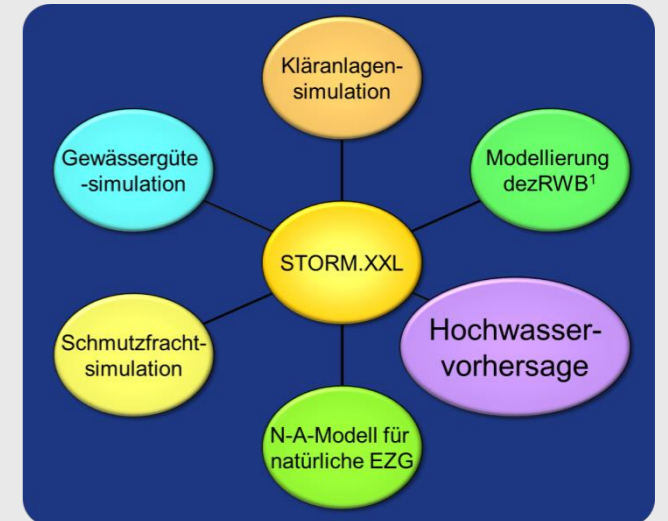 Kläranlagen-
simulation
Gewässergüte
-simulation
Modellierung
dezRWB¹
STORM.XXL
Schmutzfracht-
simulation
Hochwasser-
vorhersage
N-A-Modell für
natürliche EZG